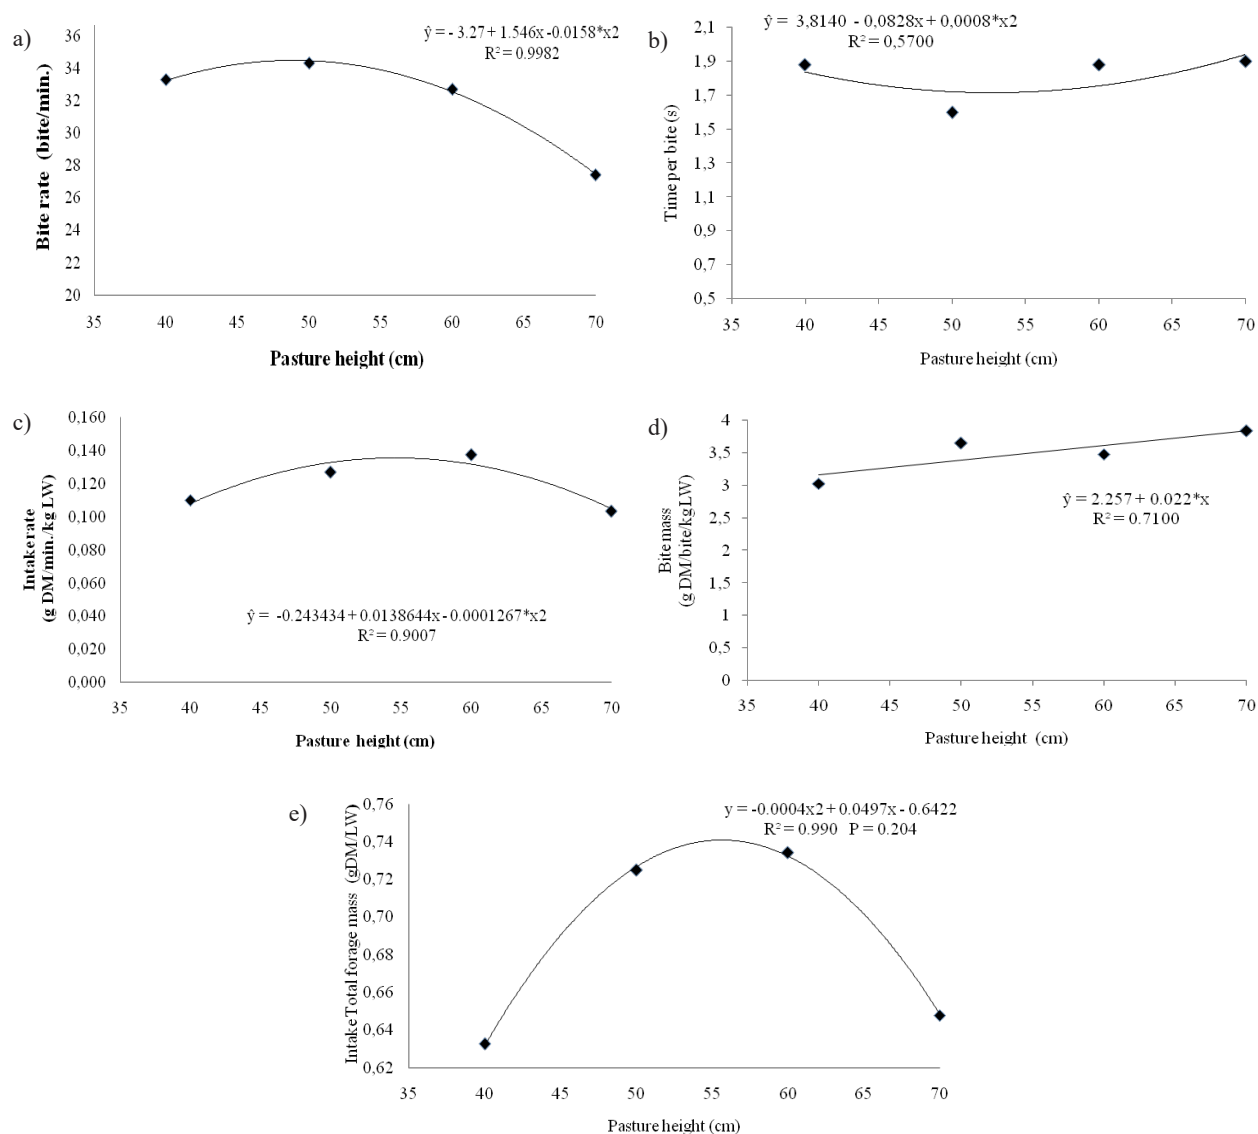 a)
ŷ = - 3.27 + 1.546x -0.0158*x2
R² = 0.9982
Bite rate (bite/min.)
36
34
32
30
28
26
24
22
20
35 40 45 50 55 60 65 70
Pasture height (cm)
b)
ŷ = 3,8140 - 0,0828x + 0,0008*x2
R² = 0,5700
Time per bite (s)
2,1
1,9
1,7
1,5
1,3
1,1
0,9
0,7
0,5
35 40 45 50 55 60 65 70
Pasture height (cm)
c)
Intake rate
(g DM/min./kg LW)
0,160
0,140
0,120
0,100
0,080
0,060
0,040
0,020
0,000
ŷ = -0.243434 + 0.0138644x - 0.0001267*x2
R² = 0.9007
35 40 45 50 55 60 65 70
Pasture height (cm)
d)
Bite mass
(g DM/bite/kg LW)
4
3,5
3
2,5
2
1,5
1
0,5
0
ŷ = 2.257 + 0.022*x
R² = 0.7100
35 40 45 50 55 60 65 70
Pasture height (cm)
e)
Intake Total forage mass (gDM/LW)
0,76
0,74
0,72
0,70
0,68
0,66
0,64
0,62
y = -0.0004x2 + 0.0497x - 0.6422
R² = 0.990 P = 0.204
35 40 45 50 55 60 65 70
Pasture height (cm)